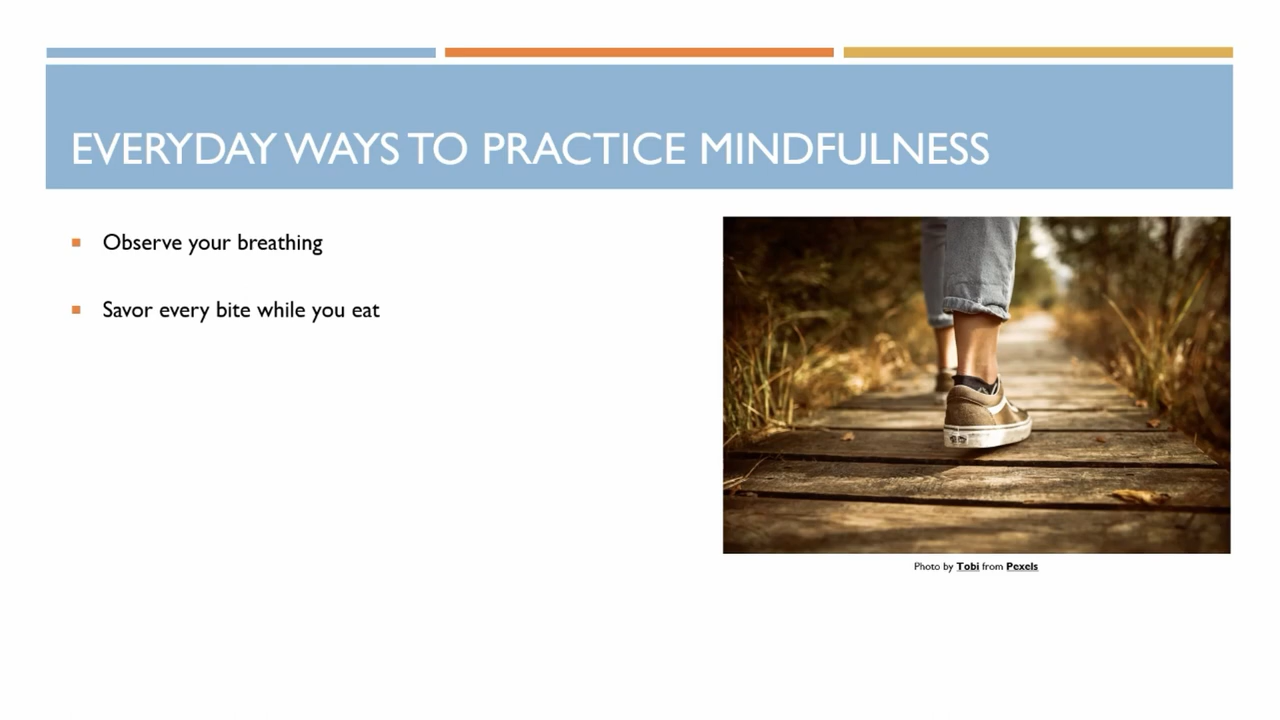 EVERYDAY WAYS TO PRACTICE MINDFULNESS
Observe your breathing
Savor every bite while you eat
Photo by Tobi from Pexels